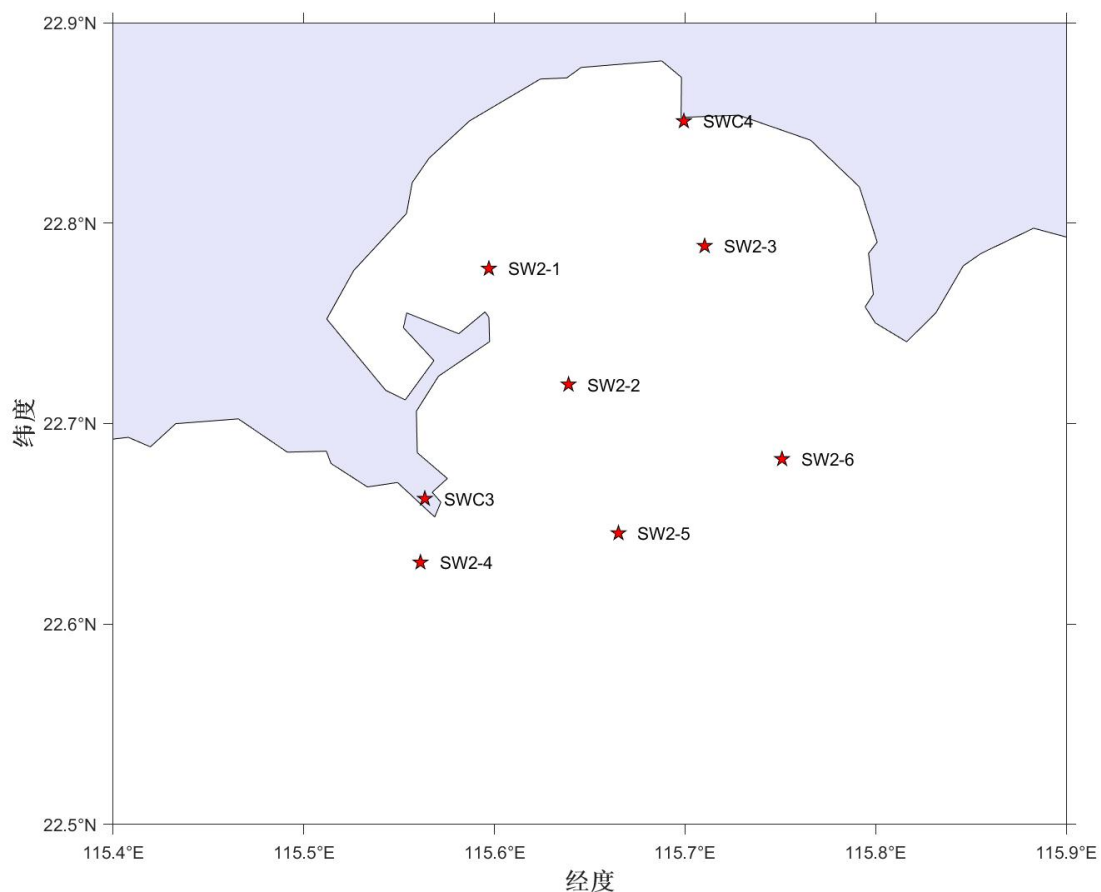 22.9°N
SWC4
22.8°N
SW2-3
SW2-1
SW2-2
22.7°N
纬度
SW2-6
SWC3
SW2-5
SW2-4
22.6°N
22.5°N
115.4°E 115.5°E 115.6°E 115.7°E 115.8°E 115.9°E
经度